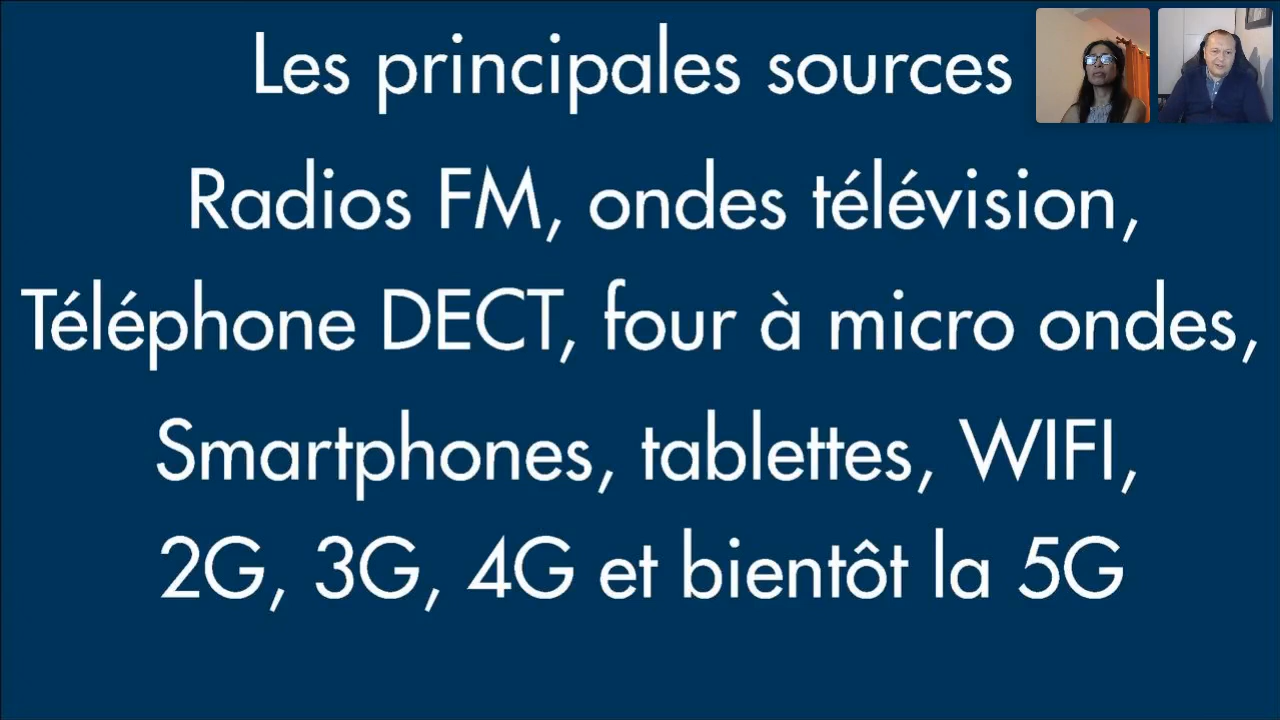 Les principales sources
Radios FM, ondes télévision,
Téléphone DECT, four à micro ondes,
Smartphones, tablettes, WIFI,
2G, 3G, 4G et bientôt la 5G